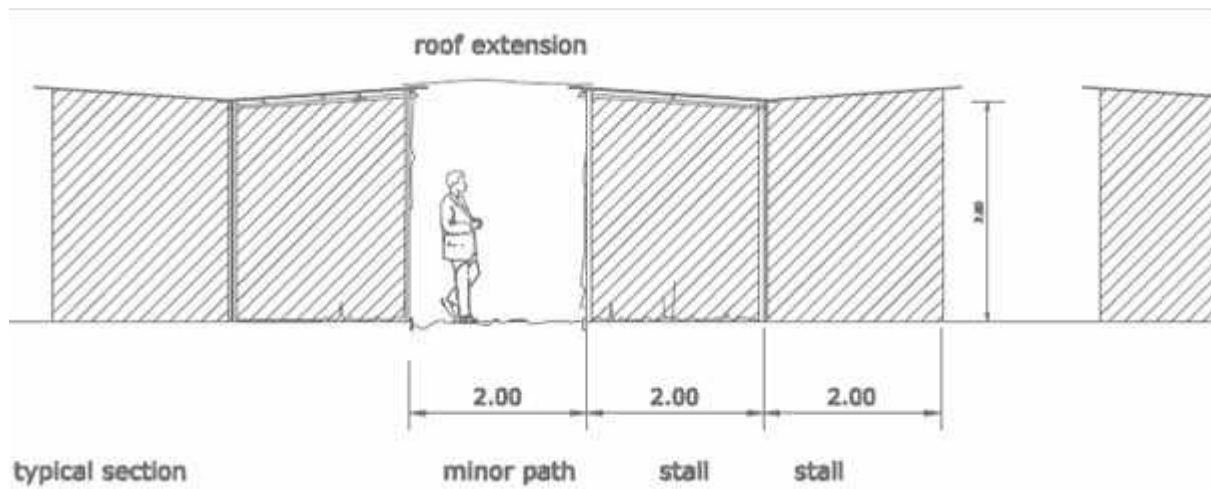 roof extension
2.00
2.00
2.00
typical section
minor path
stall
stall